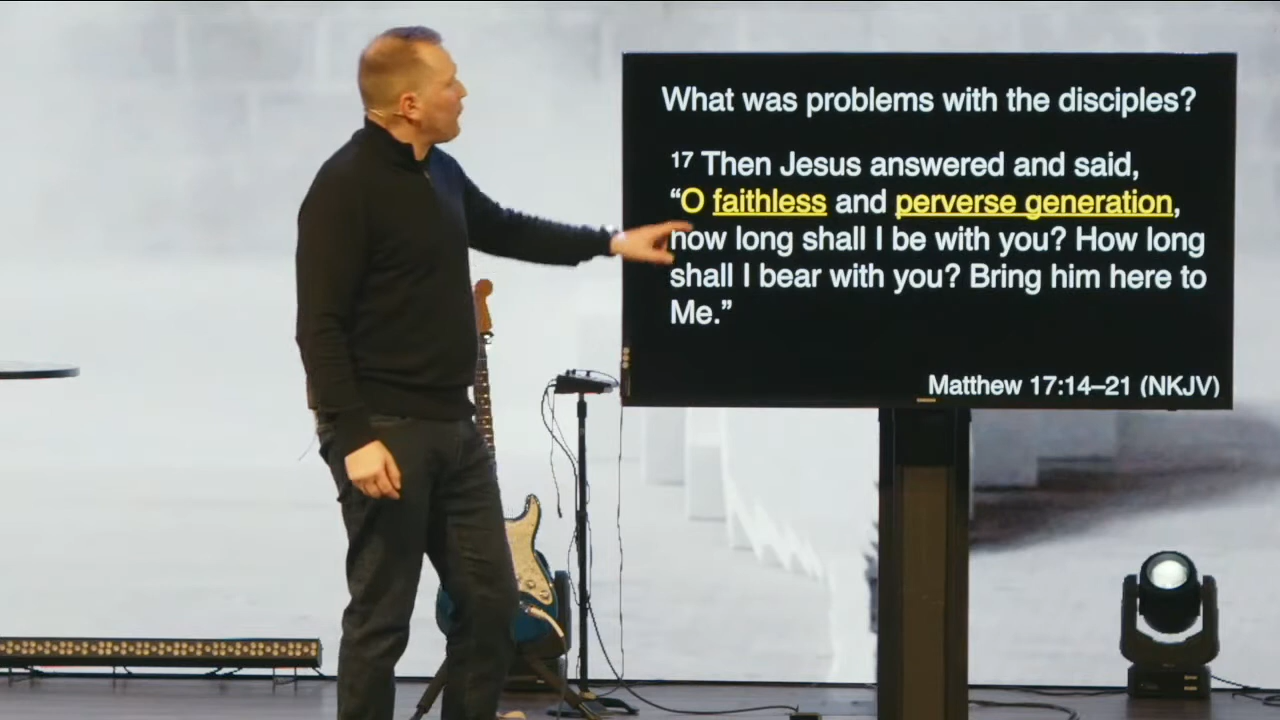 What was problems with the disciples?
17 Then Jesus answered and said,
“O faithless and perverse generation,
how long shall I be with you? How long
shall I bear with you? Bring him here to
Me.”
Matthew 17:14–21 (NKJV)